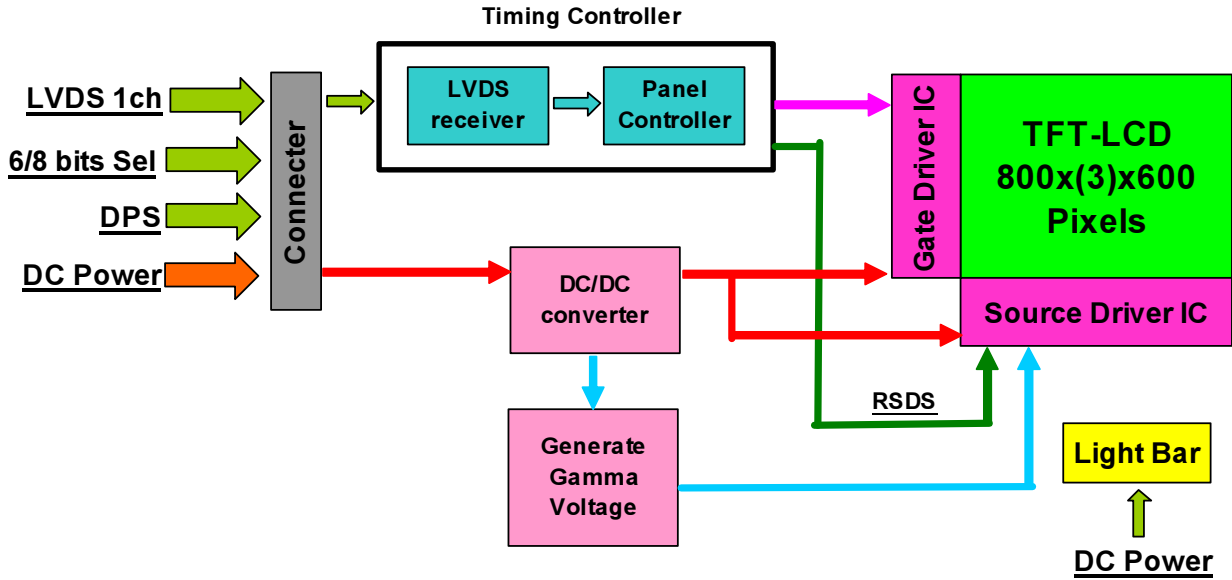 Timing Controller
LVDS 1ch
6/8 bits Sel
DPS
DC Power
Connecter
LVDS
receiver
Panel
Controller
Gate Driver IC
TFT-LCD
800x(3)x600
Pixels
DC/DC
converter
Source Driver IC
RSDS
Generate
Gamma
Voltage
Light Bar
DC Power